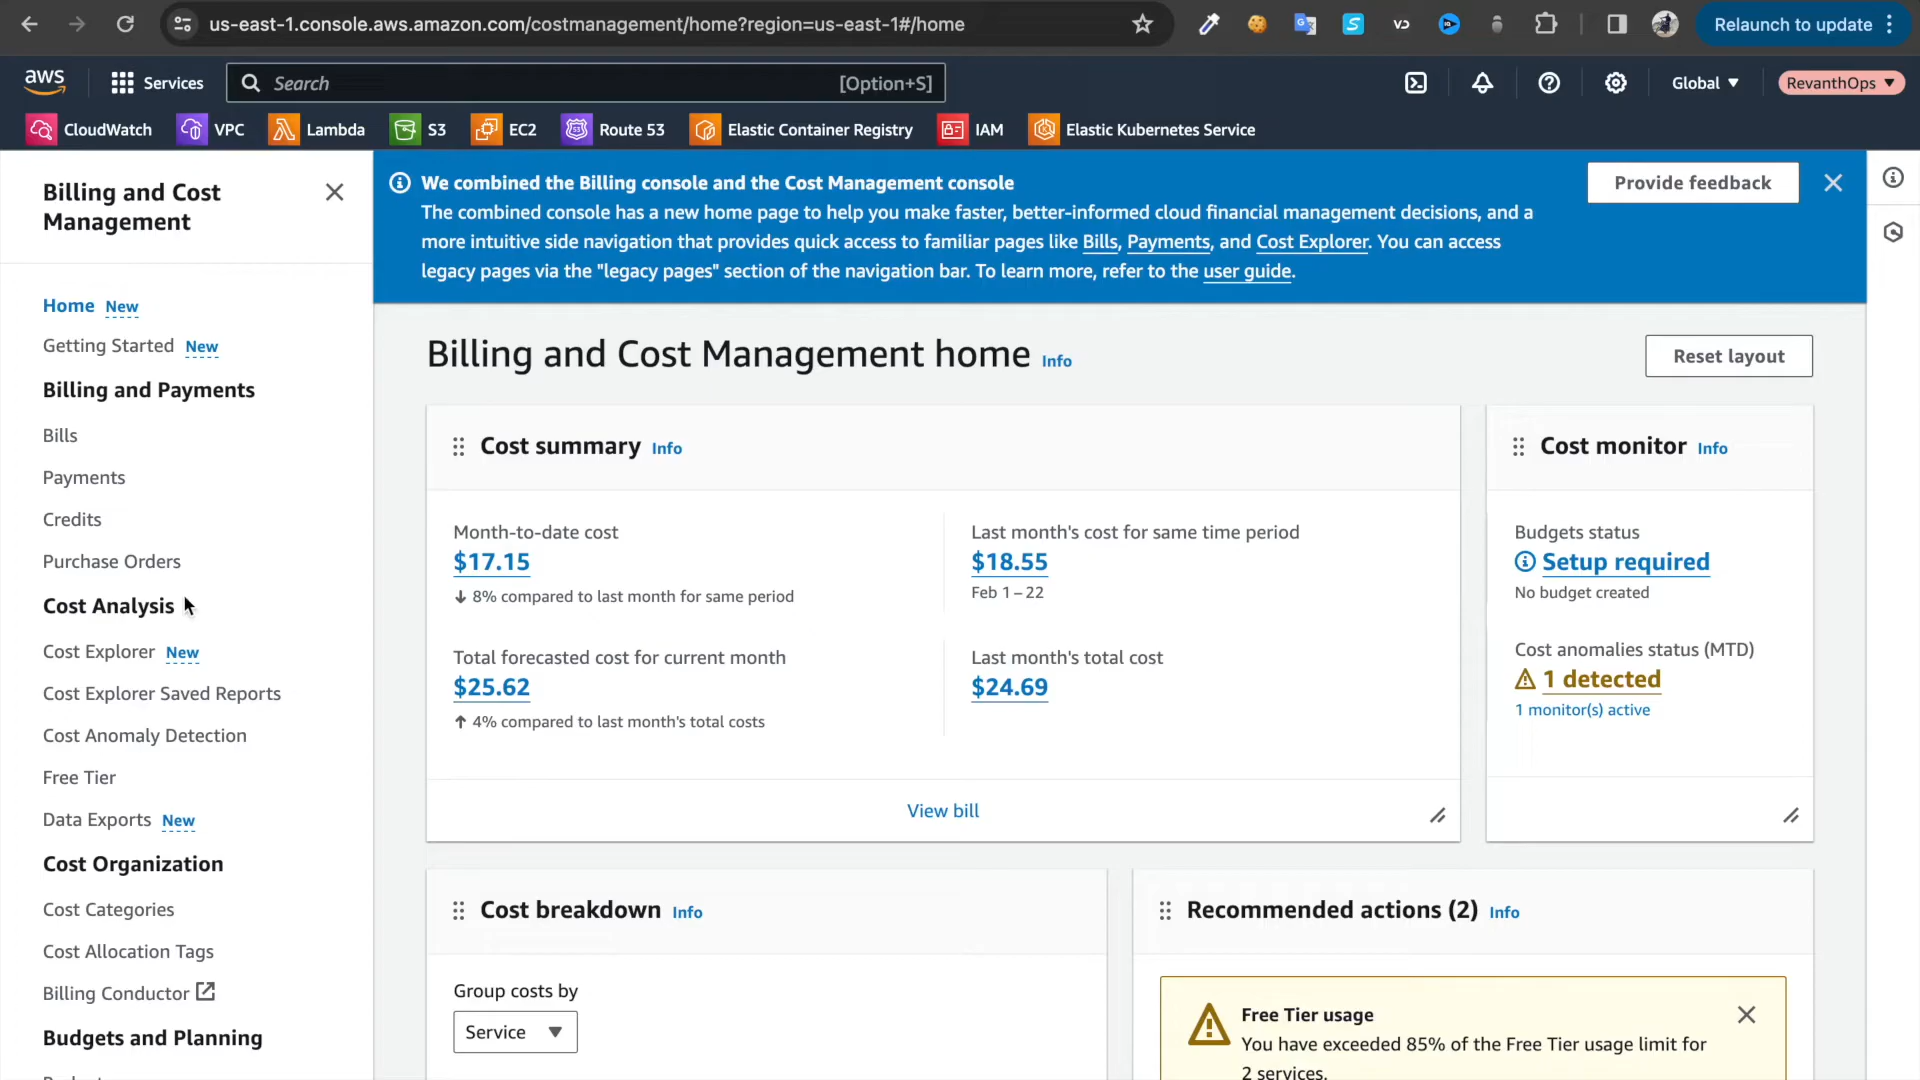 us-east-1.console.aws.amazon.com/costmanagement/home?region=us-east-1#/home
Relaunch to update
aws
Services
Search
[Option+S]
Global
RevanthOps
CloudWatch
VPC
Lambda
S3
EC2
Route 53
Elastic Container Registry
IAM
Elastic Kubernetes Service
Billing and Cost
Management
Home New
Getting Started New
Billing and Payments
Bills
Payments
Credits
Purchase Orders
Cost Analysis
Cost Explorer New
Cost Explorer Saved Reports
Cost Anomaly Detection
Free Tier
Data Exports New
Cost Organization
Cost Categories
Cost Allocation Tags
Billing Conductor
Budgets and Planning
We combined the Billing console and the Cost Management console
The combined console has a new home page to help you make faster, better-informed cloud financial management decisions, and a
more intuitive side navigation that provides quick access to familiar pages like Bills, Payments, and Cost Explorer. You can access
legacy pages via the "legacy pages" section of the navigation bar. To learn more, refer to the user guide.
Provide feedback
Billing and Cost Management home Info
Reset layout
Cost summary Info
Month-to-date cost
$17.15
8% compared to last month for same period
Last month's cost for same time period
$18.55
Feb 1 – 22
Total forecasted cost for current month
$25.62
4% compared to last month's total costs
Last month's total cost
$24.69
View bill
Cost monitor Info
Budgets status
Setup required
No budget created
Cost anomalies status (MTD)
1 detected
1 monitor(s) active
Cost breakdown Info
Group costs by
Service
Recommended actions (2) Info
Free Tier usage
You have exceeded 85% of the Free Tier usage limit for
2 services.